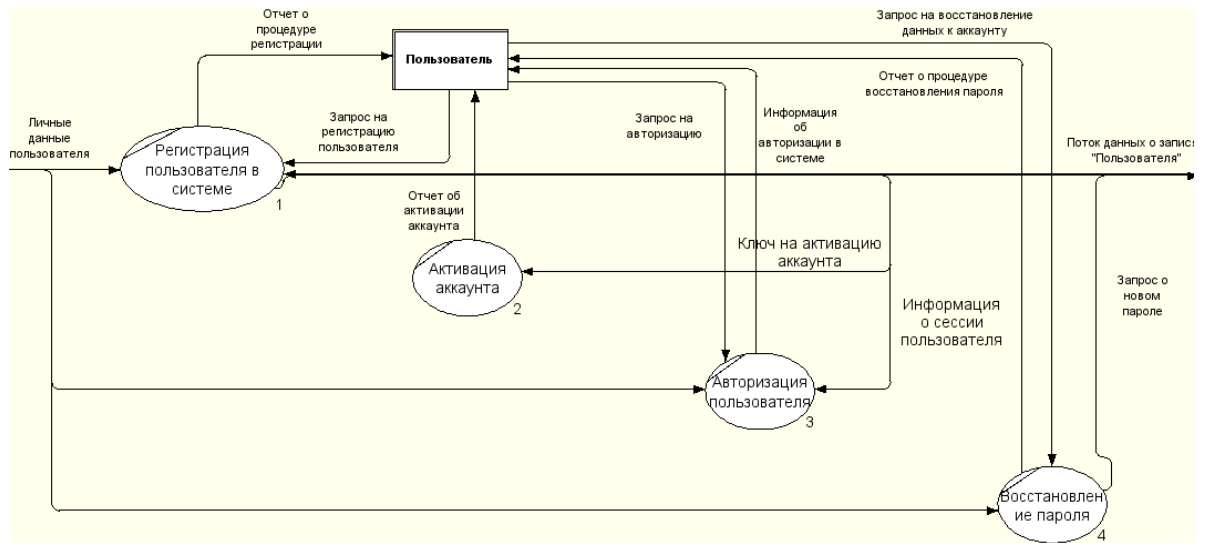 Отчет о
процедуре
регистрации
Пользователь
Запрос на восстановление
данных к аккаунту
Отчет о процедуре
восстановления пароля
Личные
данные
пользователя
Запрос на
регистрацию
пользователя
Запрос на
авторизацию
Информация
об
авторизации в
системе
Поток данных о записях
"Пользователя"
Регистрация
пользователя в
системе
1
Отчет об
активации
аккаунта
Ключ на активацию
аккаунта
Активация
аккаунта
2
Запрос о
новом
пароле
Информация
о сессии
пользователя
Авторизация
пользователя
3
Восстановлен
ие пароля
4